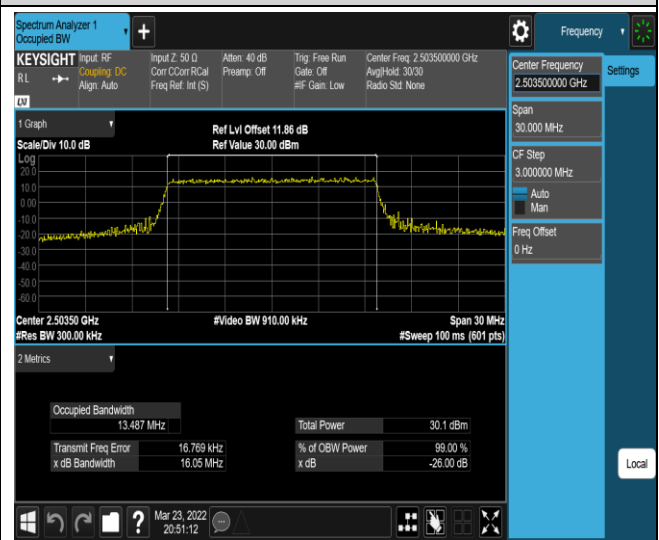 Spectrum Analyzer 1
Occupied BW
Frequency
KEYSIGHT
RL
LXI
Input: RF
Coupling: DC
Align: Auto
Input Z: 50 Ω
Corr CCorr RCal
Freq Ref: Int (S)
Atten: 40 dB
Preamp: Off
Trig: Free Run
Gate: Off
#IF Gain: Low
Center Freq: 2.503500000 GHz
Avg|Hold: 30/30
Radio Std: None
1 Graph
Scale/Div 10.0 dB
Ref Lvl Offset 11.86 dB
Ref Value 30.00 dBm
Log
20.0
10.0
0.00
-10.0
-20.0
-30.0
-40.0
-50.0
-60.0
Center 2.50350 GHz
#Res BW 300.00 kHz
#Video BW 910.00 kHz
Span 30 MHz
#Sweep 100 ms (601 pts)
2 Metrics
Occupied Bandwidth
13.487 MHz
Total Power 30.1 dBm
Transmit Freq Error 16.769 kHz
% of OBW Power 99.00 %
x dB Bandwidth 16.05 MHz
x dB -26.00 dB
Mar 23, 2022
20:51:12
Center Frequency
2.503500000 GHz
Settings
Span
30.000 MHz
CF Step
3.000000 MHz
Auto
Man
Freq Offset
0 Hz
Local